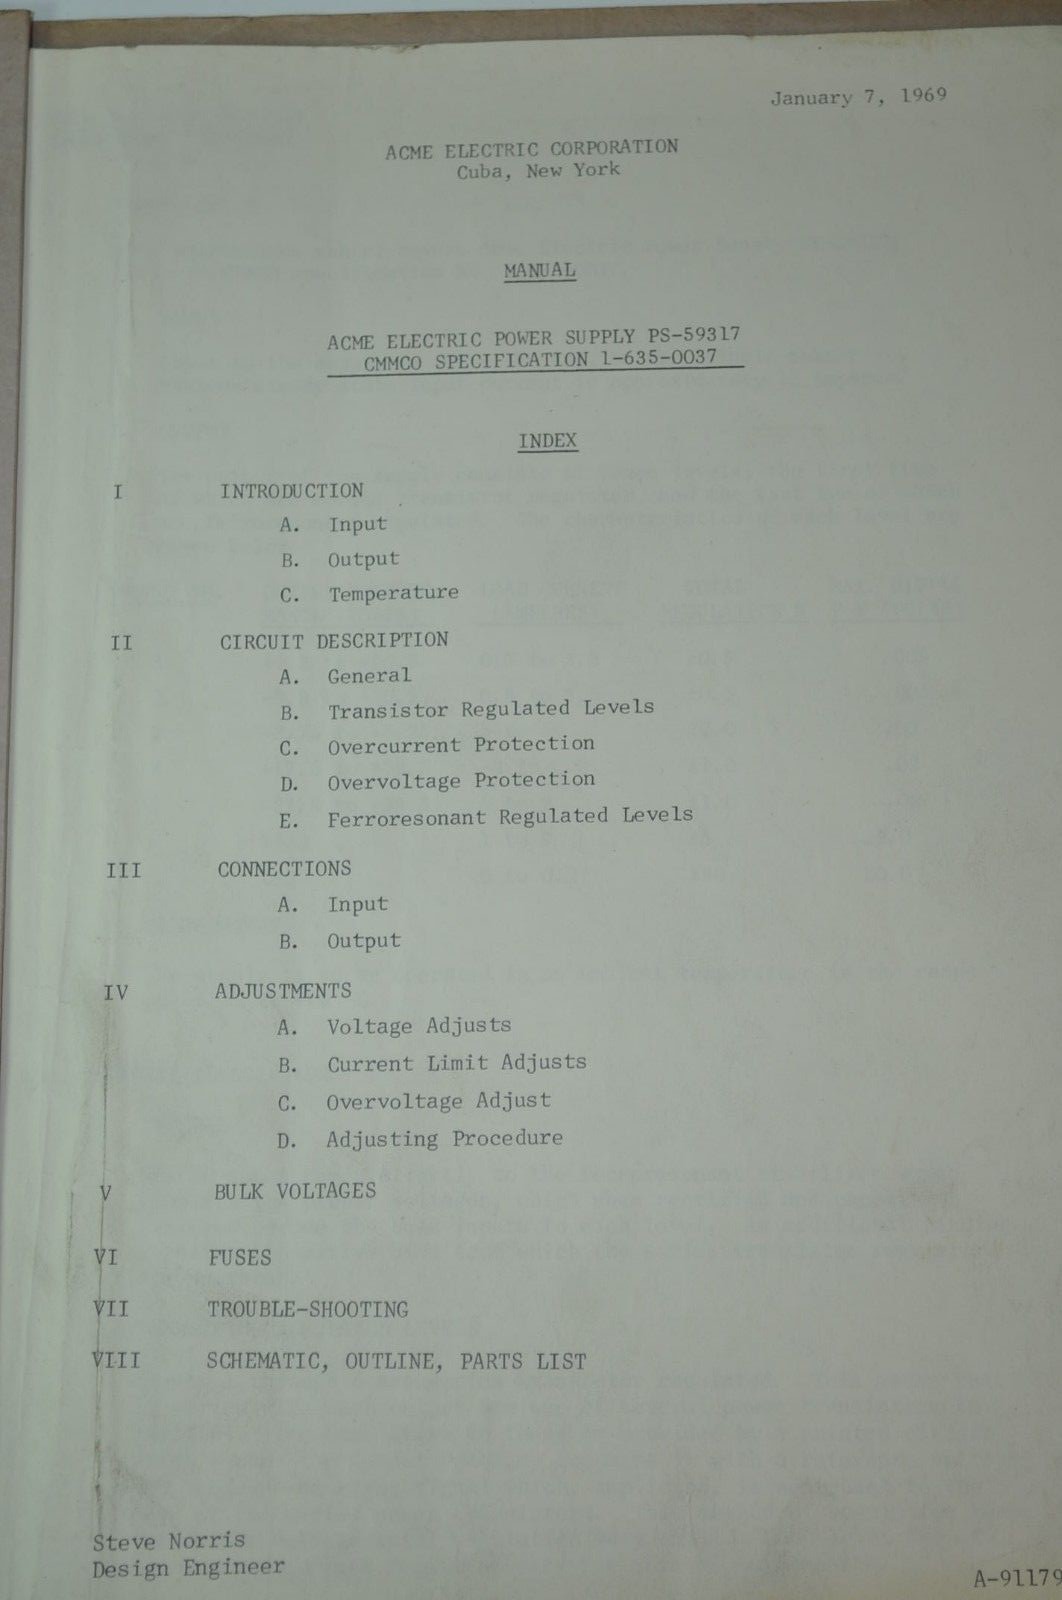 January 7, 1969
ACME ELECTRIC CORPORATION
Cuba, New York
MANUAL
ACME ELECTRIC POWER SUPPLY PS-59317
CMMCO SPECIFICATION 1-635-0037
INDEX
I INTRODUCTION
A. Input
B. Output
C. Temperature
II CIRCUIT DESCRIPTION
A. General
B. Transistor Regulated Levels
C. Overcurrent Protection
D. Overvoltage Protection
E. Ferroresonant Regulated Levels
III CONNECTIONS
A. Input
B. Output
IV ADJUSTMENTS
A. Voltage Adjusts
B. Current Limit Adjusts
C. Overvoltage Adjust
D. Adjusting Procedure
V BULK VOLTAGES
VI FUSES
VII TROUBLE-SHOOTING
VIII SCHEMATIC, OUTLINE, PARTS LIST
Steve Norris
Design Engineer
A-91179